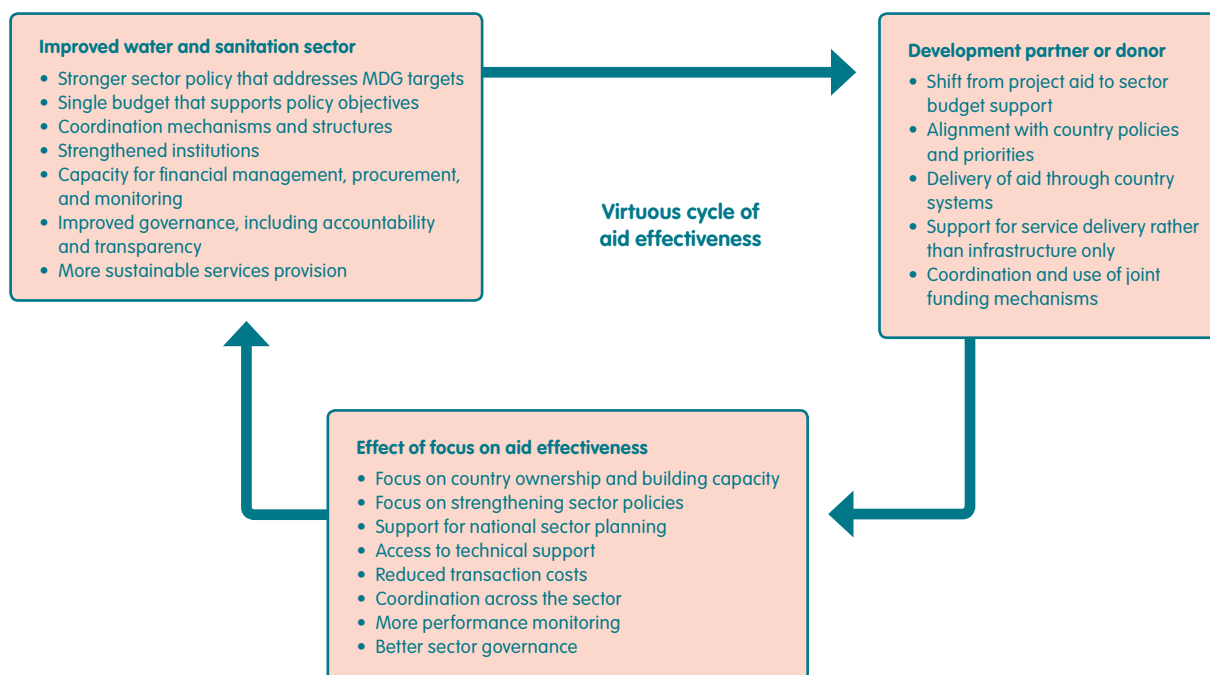 Improved water and sanitation sector
• Stronger sector policy that addresses MDG targets
• Single budget that supports policy objectives
• Coordination mechanisms and structures
• Strengthened institutions
• Capacity for financial management, procurement,
and monitoring
• Improved governance, including accountability
and transparency
• More sustainable services provision
Virtuous cycle of
aid effectiveness
Development partner or donor
• Shift from project aid to sector
budget support
• Alignment with country policies
and priorities
• Delivery of aid through country
systems
• Support for service delivery rather
than infrastructure only
• Coordination and use of joint
funding mechanisms
Effect of focus on aid effectiveness
• Focus on country ownership and building capacity
• Focus on strengthening sector policies
• Support for national sector planning
• Access to technical support
• Reduced transaction costs
• Coordination across the sector
• More performance monitoring
• Better sector governance